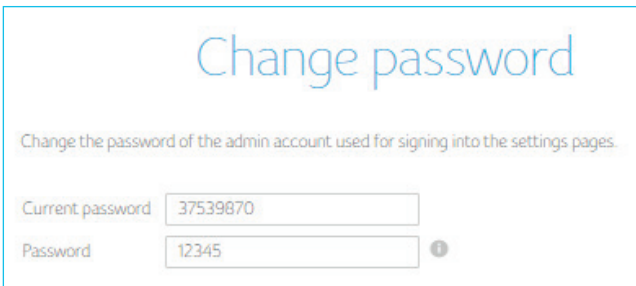 Change password
Change the password of the admin account used for signing into the settings pages.
Current password 37539870
Password 12345